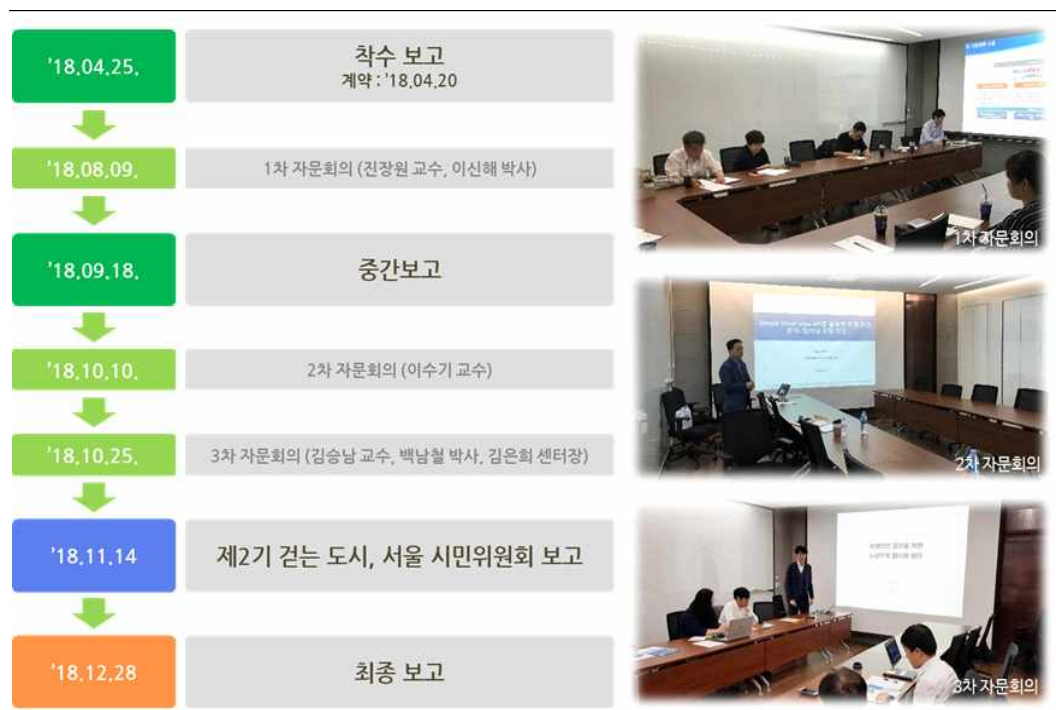 '18.04.25.
착수 보고
계약 : '18.04.20
'18.08.09.
1차 자문회의 (진장원 교수, 이신해 박사)
'18.09.18.
중간보고
'18.10.10.
2차 자문회의 (이수기 교수)
'18.10.25.
3차 자문회의 (김승남 교수, 백남철 박사, 김은희 센터장)
'18.11.14
제2기 걷는 도시, 서울 시민위원회 보고
'18.12.28
최종 보고
1차 자문회의
2차 자문회의
3차 자문회의